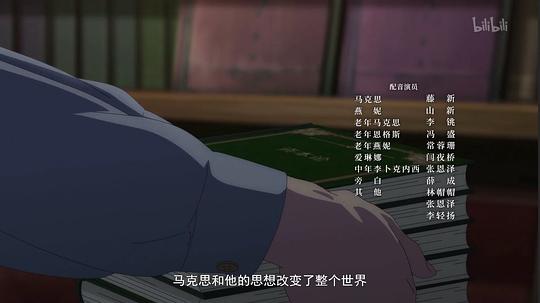 bilibili
配音演员
马克思 藤新
燕妮 山新
老年马克思 李铫
老年恩格斯 冯盛
老年燕妮 常蓉珊
爱琳娜 闫夜桥
中年李卜克内西 张恩泽
旁白 薛成
其他 林帽帽
张恩泽
李轻扬
马克思和他的思想改变了整个世界